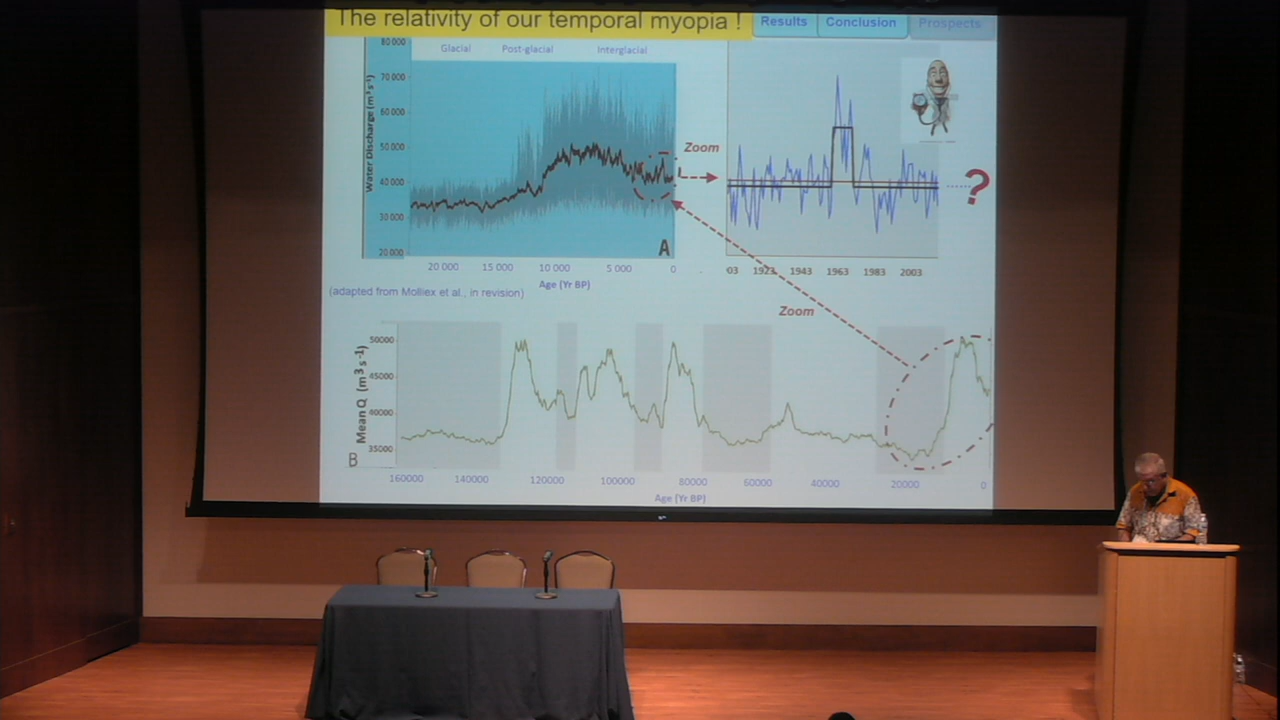 The relativity of our temporal myopia !
Results
Conclusion
Prospects
Glacial
Post-glacial
Interglacial
Water Discharge (m³ s⁻¹)
80 000
70 000
60 000
50 000
40 000
30 000
20 000
A
20 000
15 000
10 000
5 000
0
Age (Yr BP)
(adapted from Molliex et al., in revision)
Zoom
?
03
1923
1943
1963
1983
2003
Zoom
Mean Q (m3 s-1)
50000
45000
40000
35000
B
160000
140000
120000
100000
80000
60000
40000
20000
0
Age (Yr BP)